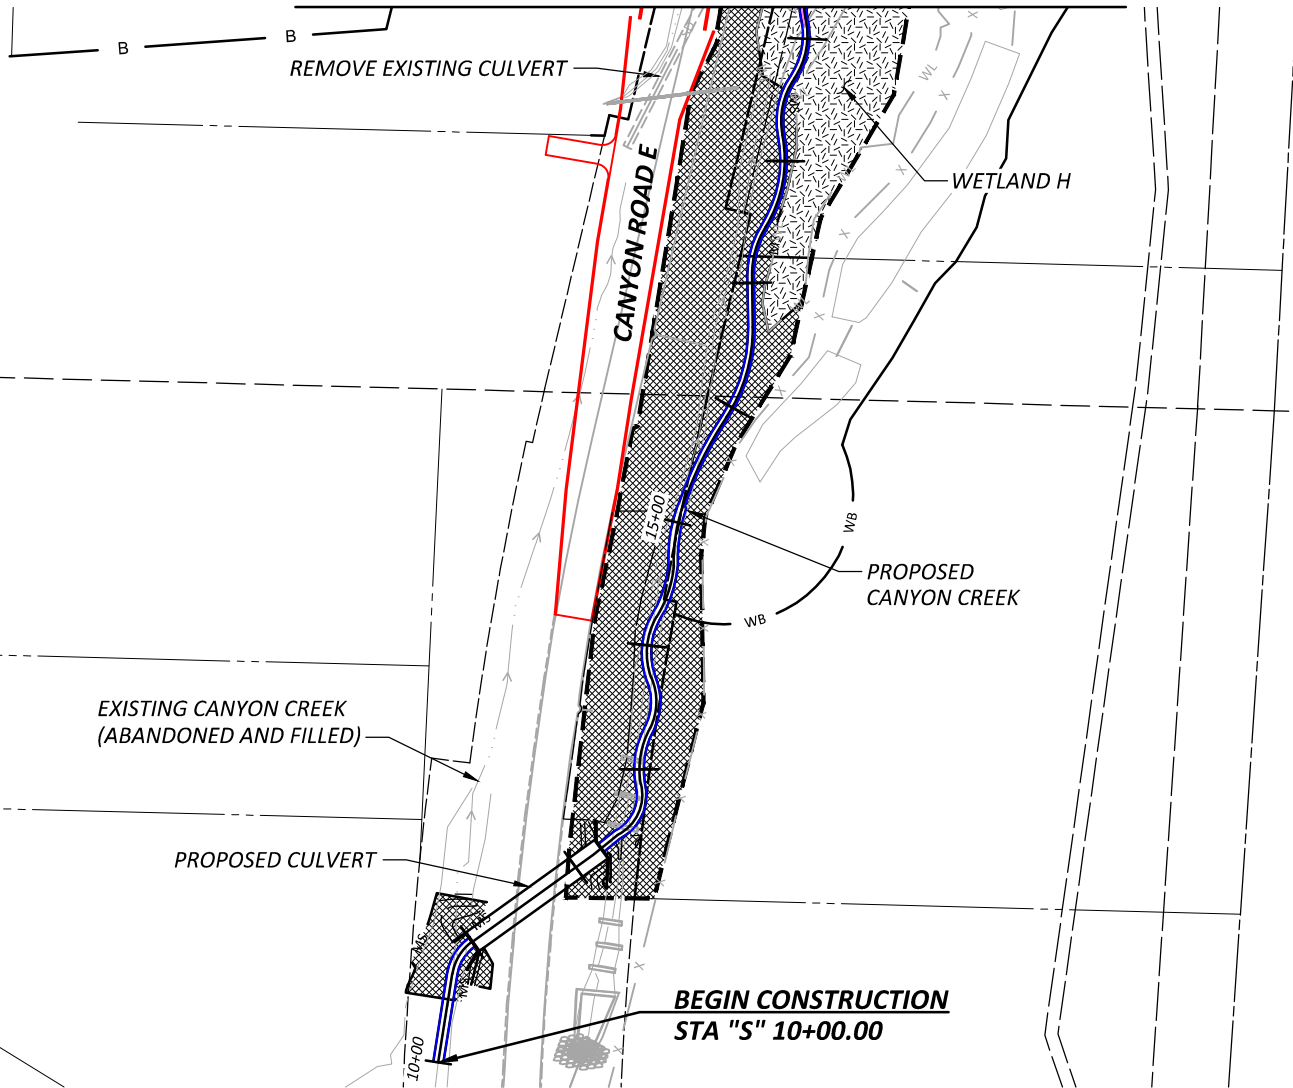 B
B
REMOVE EXISTING CULVERT
WL
CANYON ROAD E
WETLAND H
X
X
X
X
X
X
X
15+00
WB
WB
PROPOSED
CANYON CREEK
EXISTING CANYON CREEK
(ABANDONED AND FILLED)
PROPOSED CULVERT
BEGIN CONSTRUCTION
STA "S" 10+00.00
10+00